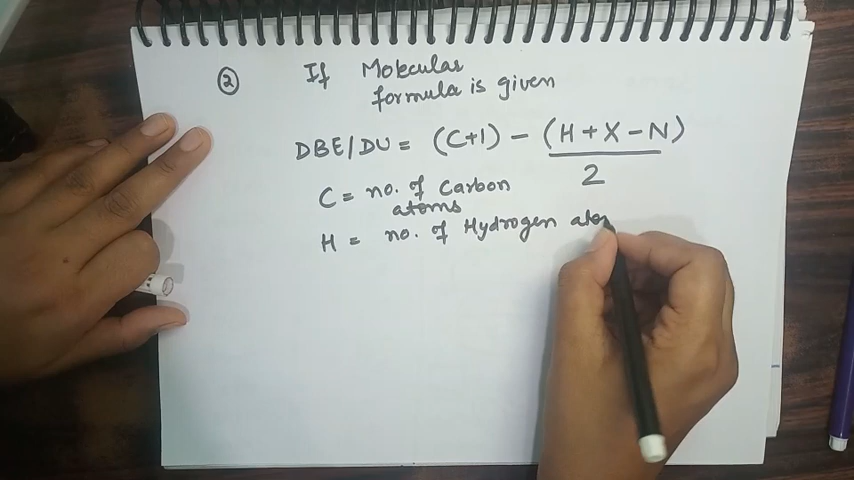 ② If Molecular
formula is given
DBE/DU = (C+1) - (H+X-N)
2
C = no. of Carbon
atoms
H = no. of Hydrogen